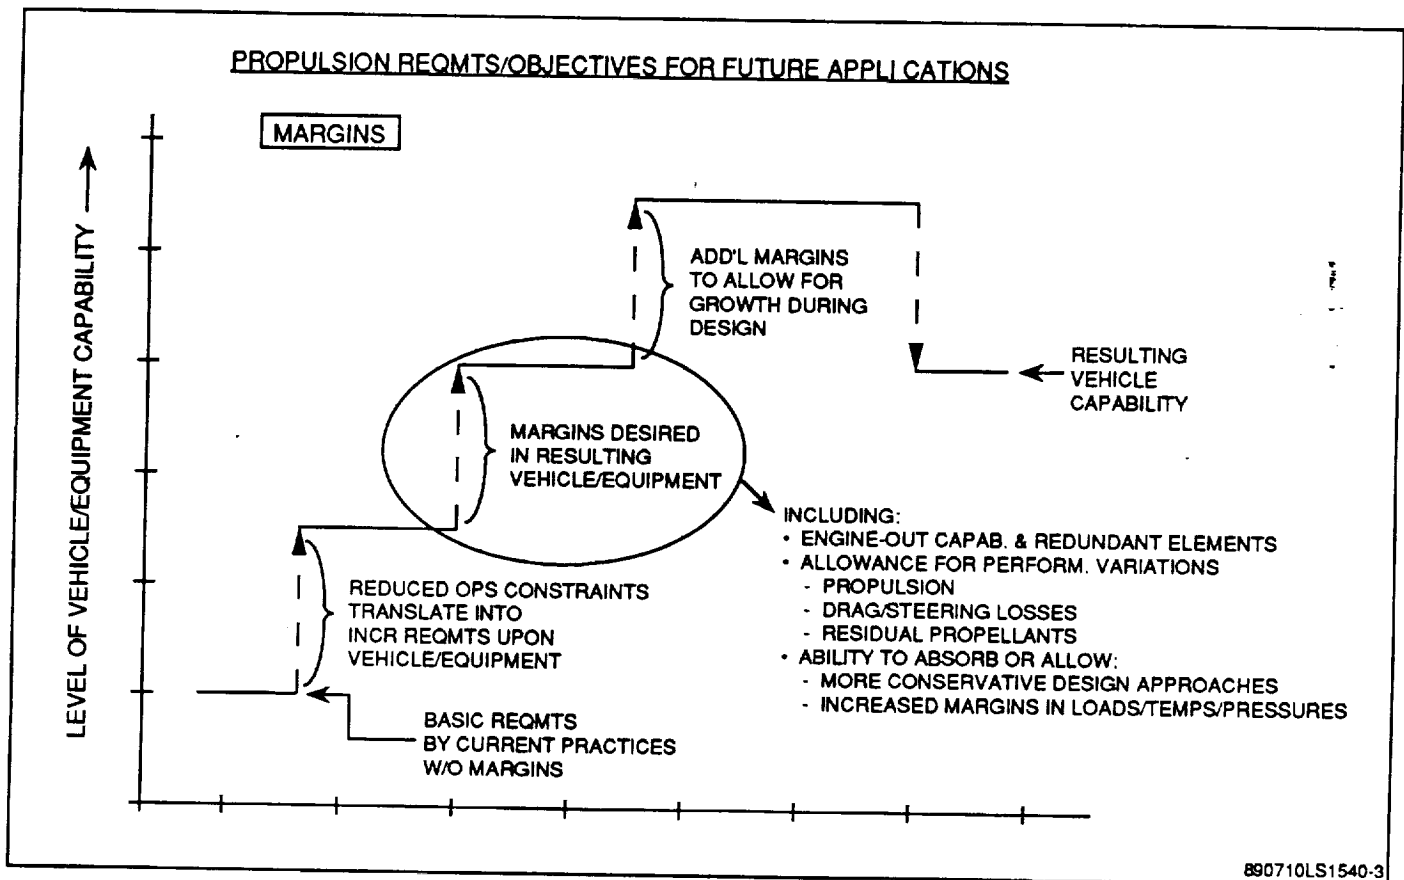 PROPULSION REQMTS/OBJECTIVES FOR FUTURE APPLICATIONS
MARGINS
LEVEL OF VEHICLE/EQUIPMENT CAPABILITY
ADD'L MARGINS
TO ALLOW FOR
GROWTH DURING
DESIGN
RESULTING
VEHICLE
CAPABILITY
MARGINS DESIRED
IN RESULTING
VEHICLE/EQUIPMENT
INCLUDING:
• ENGINE-OUT CAPAB. & REDUNDANT ELEMENTS
• ALLOWANCE FOR PERFORM. VARIATIONS
- PROPULSION
- DRAG/STEERING LOSSES
- RESIDUAL PROPELLANTS
• ABILITY TO ABSORB OR ALLOW:
- MORE CONSERVATIVE DESIGN APPROACHES
- INCREASED MARGINS IN LOADS/TEMPS/PRESSURES
REDUCED OPS CONSTRAINTS
TRANSLATE INTO
INCR REQMTS UPON
VEHICLE/EQUIPMENT
BASIC REQMTS
BY CURRENT PRACTICES
W/O MARGINS
890710LS1540-3